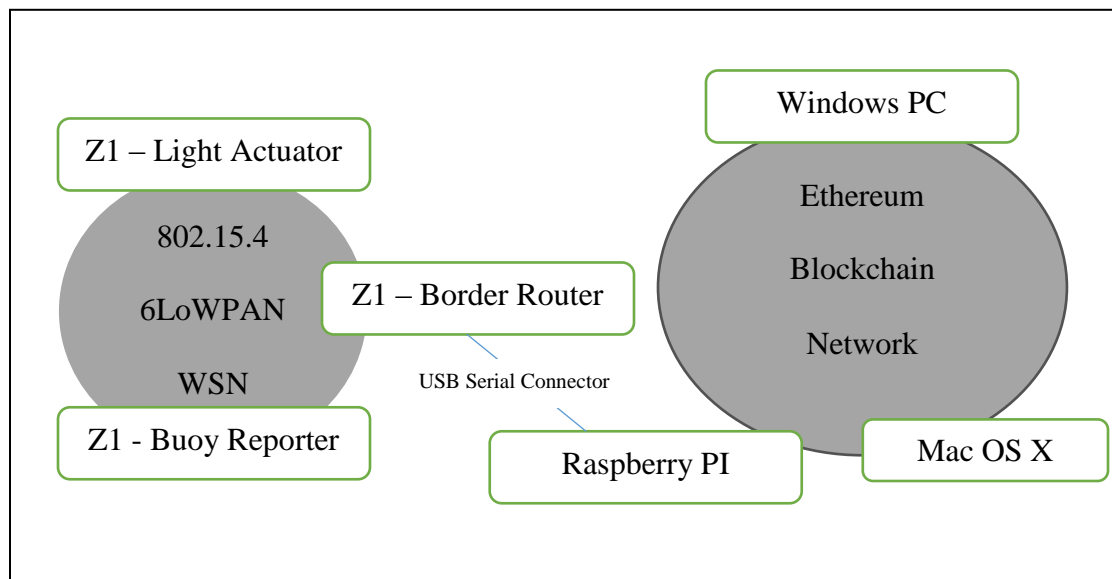 Z1 – Light Actuator
802.15.4
6LoWPAN
WSN
Z1 - Buoy Reporter
Z1 – Border Router
USB Serial Connector
Raspberry PI
Windows PC
Ethereum
Blockchain
Network
Mac OS X